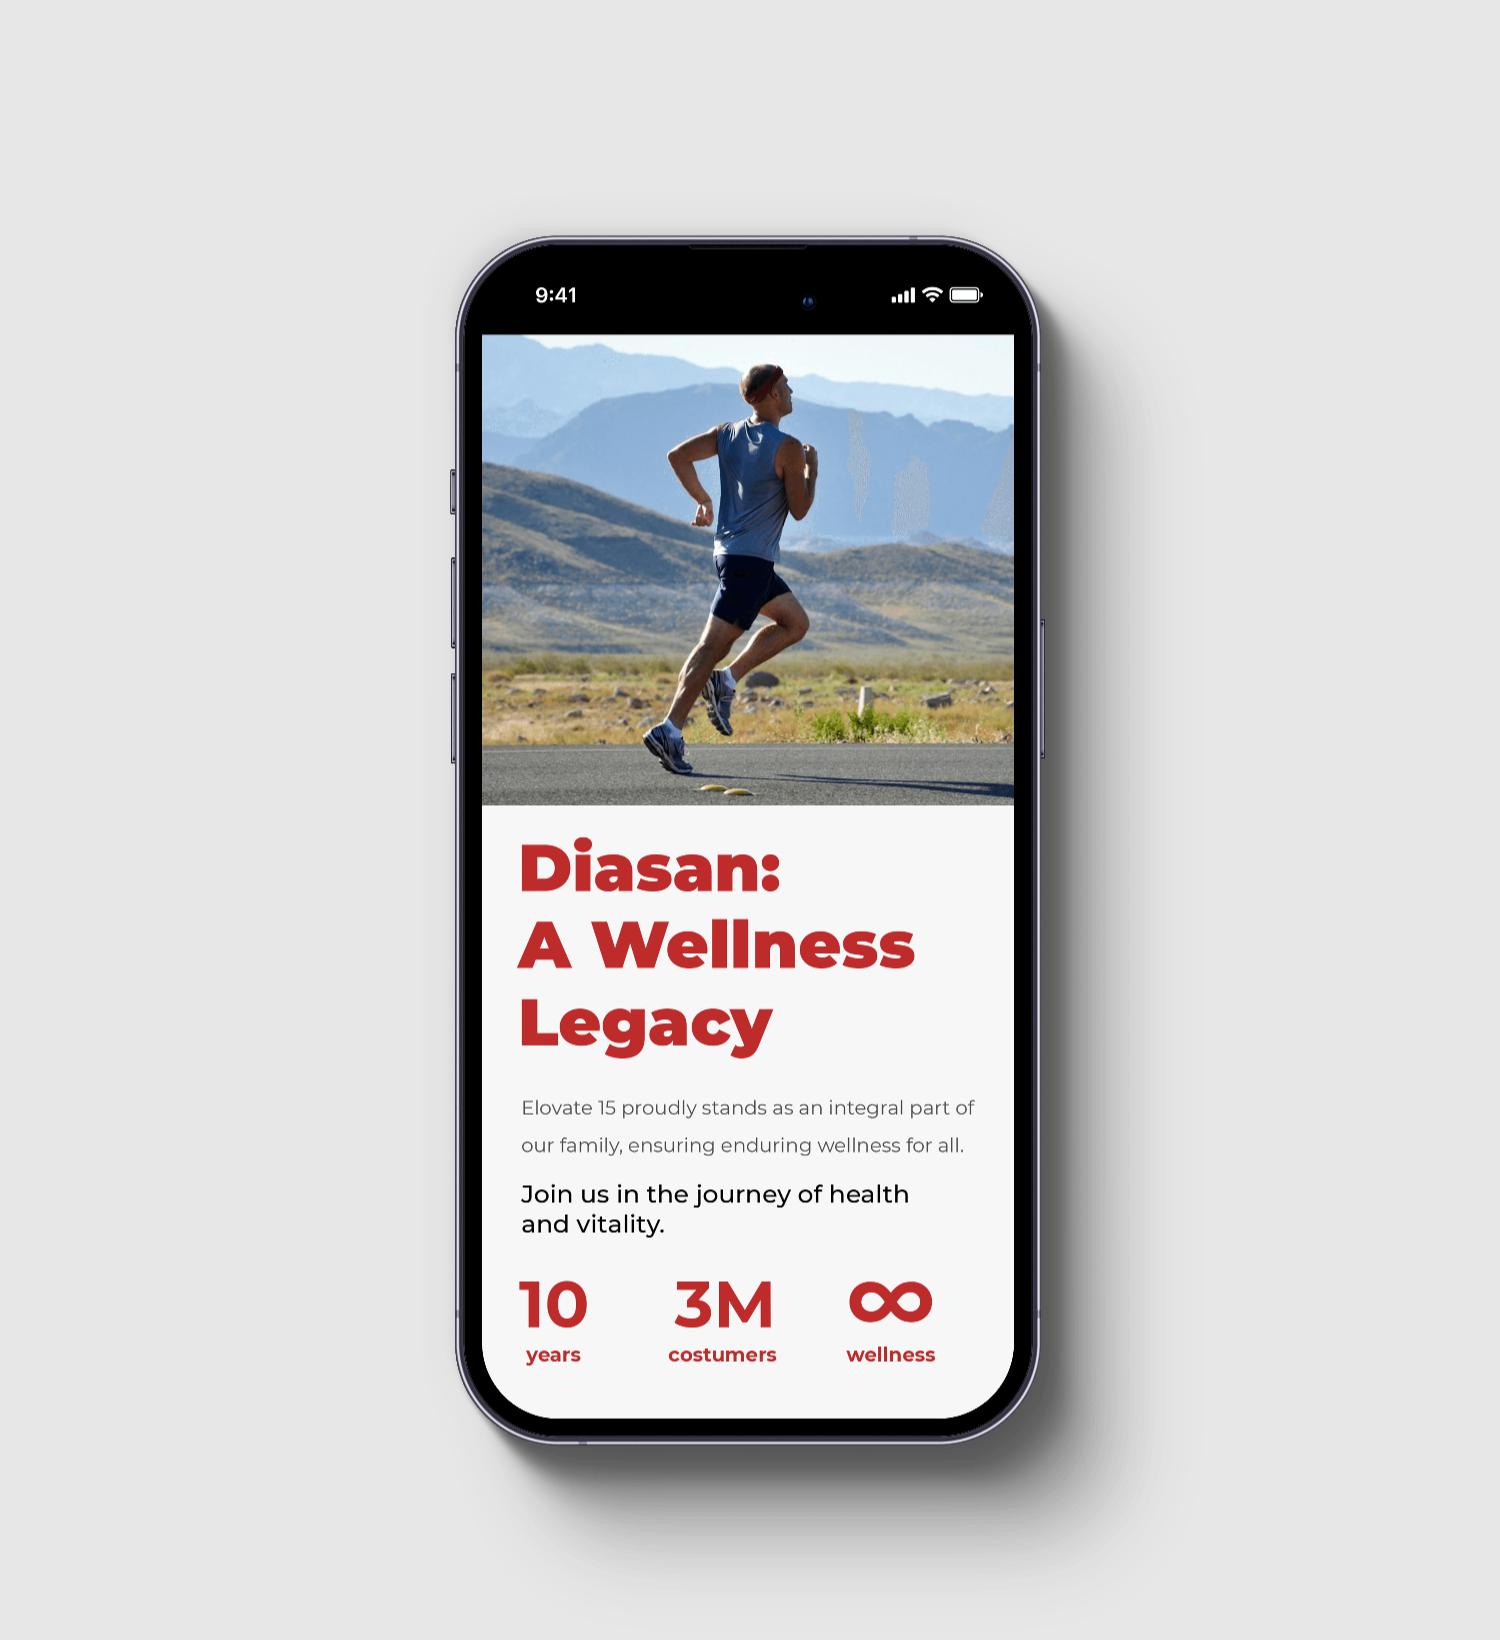 9:41
Diasan:
A Wellness
Legacy
Elovate 15 proudly stands as an integral part of
our family, ensuring enduring wellness for all.
Join us in the journey of health
and vitality.
10 3M ∞
years costumers wellness